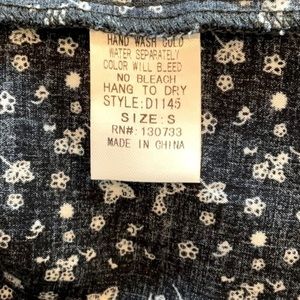 HAND WASH COLD
WATER SEPARATELY
COLOR WILL BLEED
NO BLEACH
HANG TO DRY
STYLE: D1145
SIZE: S
RN#: 130733
MADE IN CHINA